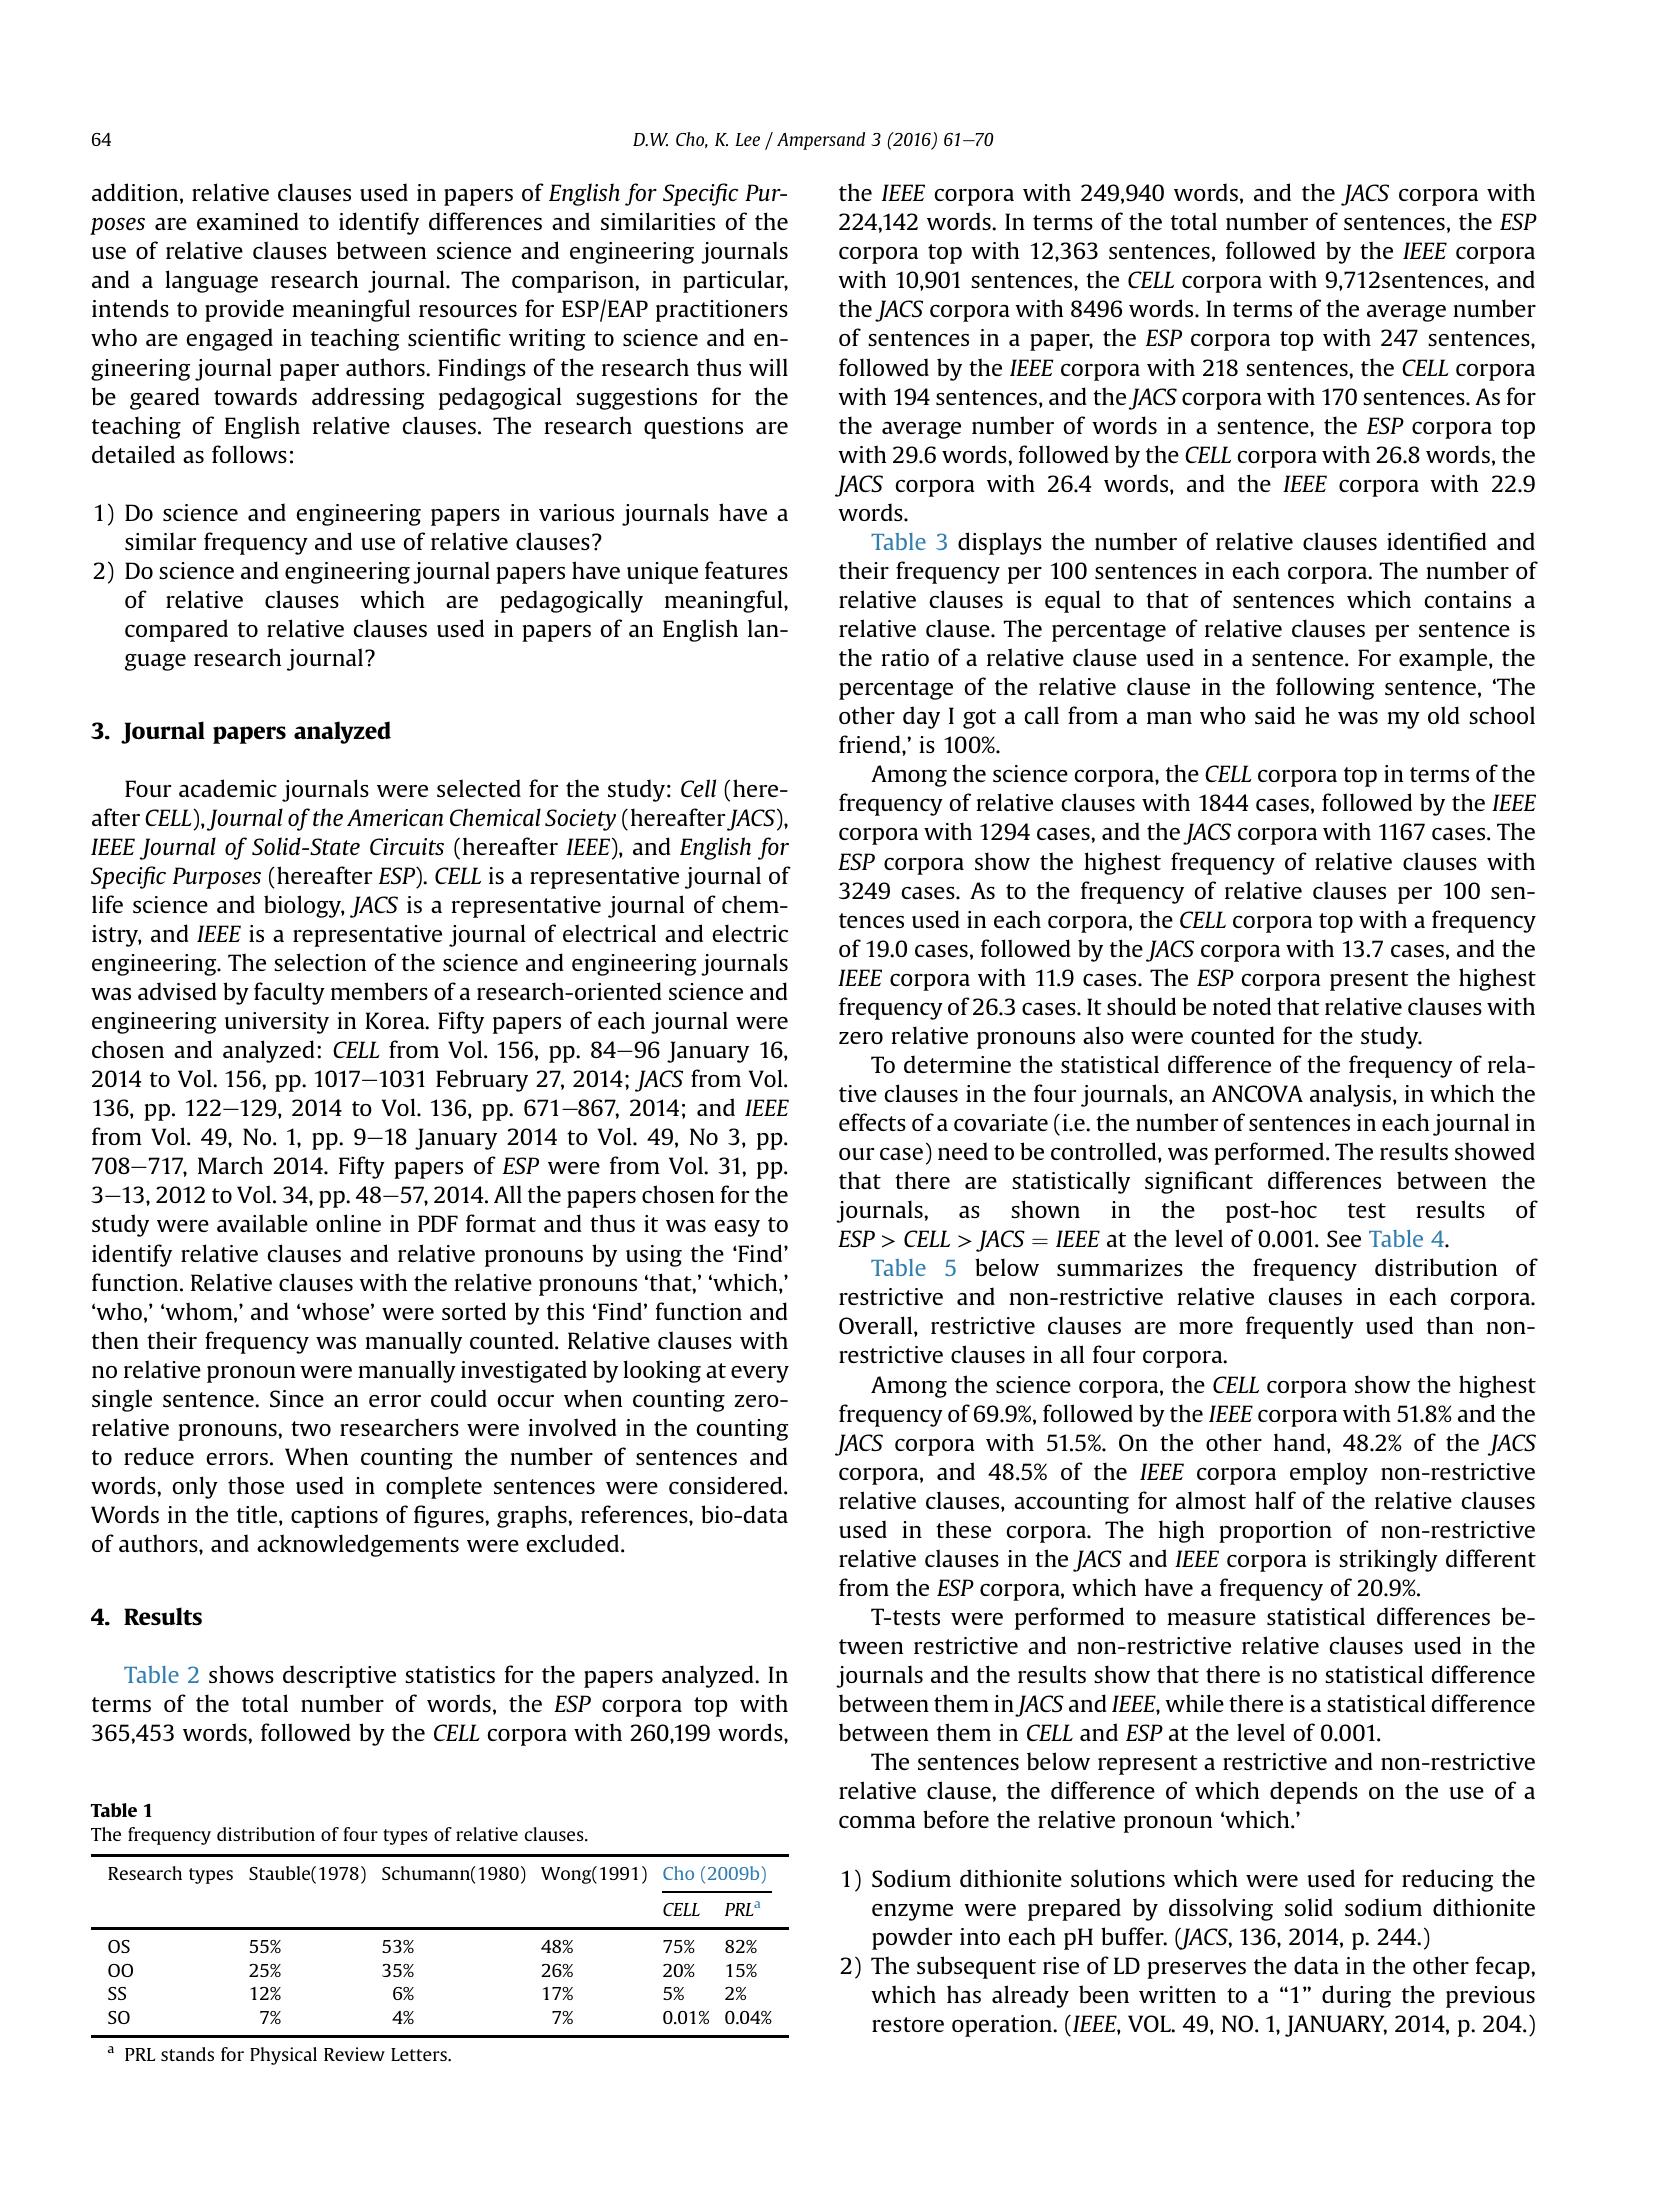 64
D.W. Cho, K. Lee / Ampersand 3 (2016) 61–70
addition, relative clauses used in papers of English for Specific Pur-
poses are examined to identify differences and similarities of the
use of relative clauses between science and engineering journals
and a language research journal. The comparison, in particular,
intends to provide meaningful resources for ESP/EAP practitioners
who are engaged in teaching scientific writing to science and en-
gineering journal paper authors. Findings of the research thus will
be geared towards addressing pedagogical suggestions for the
teaching of English relative clauses. The research questions are
detailed as follows:
1) Do science and engineering papers in various journals have a
similar frequency and use of relative clauses?
2) Do science and engineering journal papers have unique features
of relative clauses which are pedagogically meaningful,
compared to relative clauses used in papers of an English lan-
guage research journal?
3. Journal papers analyzed
Four academic journals were selected for the study: Cell (here-
after CELL), Journal of the American Chemical Society (hereafter JACS),
IEEE Journal of Solid-State Circuits (hereafter IEEE), and English for
Specific Purposes (hereafter ESP). CELL is a representative journal of
life science and biology, JACS is a representative journal of chem-
istry, and IEEE is a representative journal of electrical and electric
engineering. The selection of the science and engineering journals
was advised by faculty members of a research-oriented science and
engineering university in Korea. Fifty papers of each journal were
chosen and analyzed: CELL from Vol. 156, pp. 84–96 January 16,
2014 to Vol. 156, pp. 1017–1031 February 27, 2014; JACS from Vol.
136, pp. 122–129, 2014 to Vol. 136, pp. 671–867, 2014; and IEEE
from Vol. 49, No. 1, pp. 9–18 January 2014 to Vol. 49, No 3, pp.
708–717, March 2014. Fifty papers of ESP were from Vol. 31, pp.
3–13, 2012 to Vol. 34, pp. 48–57, 2014. All the papers chosen for the
study were available online in PDF format and thus it was easy to
identify relative clauses and relative pronouns by using the ‘Find’
function. Relative clauses with the relative pronouns ‘that,’ ‘which,’
‘who,’ ‘whom,’ and ‘whose’ were sorted by this ‘Find’ function and
then their frequency was manually counted. Relative clauses with
no relative pronoun were manually investigated by looking at every
single sentence. Since an error could occur when counting zero-
relative pronouns, two researchers were involved in the counting
to reduce errors. When counting the number of sentences and
words, only those used in complete sentences were considered.
Words in the title, captions of figures, graphs, references, bio-data
of authors, and acknowledgements were excluded.
4. Results
Table 2 shows descriptive statistics for the papers analyzed. In
terms of the total number of words, the ESP corpora top with
365,453 words, followed by the CELL corpora with 260,199 words,
Table 1
The frequency distribution of four types of relative clauses.
Research types Stauble(1978) Schumann(1980) Wong(1991) Cho (2009b)
CELL PRLa
OS 55% 53% 48% 75% 82%
OO 25% 35% 26% 20% 15%
SS 12% 6% 17% 5% 2%
SO 7% 4% 7% 0.01% 0.04%
a PRL stands for Physical Review Letters.
the IEEE corpora with 249,940 words, and the JACS corpora with
224,142 words. In terms of the total number of sentences, the ESP
corpora top with 12,363 sentences, followed by the IEEE corpora
with 10,901 sentences, the CELL corpora with 9,712sentences, and
the JACS corpora with 8496 words. In terms of the average number
of sentences in a paper, the ESP corpora top with 247 sentences,
followed by the IEEE corpora with 218 sentences, the CELL corpora
with 194 sentences, and the JACS corpora with 170 sentences. As for
the average number of words in a sentence, the ESP corpora top
with 29.6 words, followed by the CELL corpora with 26.8 words, the
JACS corpora with 26.4 words, and the IEEE corpora with 22.9
words.
Table 3 displays the number of relative clauses identified and
their frequency per 100 sentences in each corpora. The number of
relative clauses is equal to that of sentences which contains a
relative clause. The percentage of relative clauses per sentence is
the ratio of a relative clause used in a sentence. For example, the
percentage of the relative clause in the following sentence, ‘The
other day I got a call from a man who said he was my old school
friend,’ is 100%.
Among the science corpora, the CELL corpora top in terms of the
frequency of relative clauses with 1844 cases, followed by the IEEE
corpora with 1294 cases, and the JACS corpora with 1167 cases. The
ESP corpora show the highest frequency of relative clauses with
3249 cases. As to the frequency of relative clauses per 100 sen-
tences used in each corpora, the CELL corpora top with a frequency
of 19.0 cases, followed by the JACS corpora with 13.7 cases, and the
IEEE corpora with 11.9 cases. The ESP corpora present the highest
frequency of 26.3 cases. It should be noted that relative clauses with
zero relative pronouns also were counted for the study.
To determine the statistical difference of the frequency of rela-
tive clauses in the four journals, an ANCOVA analysis, in which the
effects of a covariate (i.e. the number of sentences in each journal in
our case) need to be controlled, was performed. The results showed
that there are statistically significant differences between the
journals, as shown in the post-hoc test results of
ESP > CELL > JACS = IEEE at the level of 0.001. See Table 4.
Table 5 below summarizes the frequency distribution of
restrictive and non-restrictive relative clauses in each corpora.
Overall, restrictive clauses are more frequently used than non-
restrictive clauses in all four corpora.
Among the science corpora, the CELL corpora show the highest
frequency of 69.9%, followed by the IEEE corpora with 51.8% and the
JACS corpora with 51.5%. On the other hand, 48.2% of the JACS
corpora, and 48.5% of the IEEE corpora employ non-restrictive
relative clauses, accounting for almost half of the relative clauses
used in these corpora. The high proportion of non-restrictive
relative clauses in the JACS and IEEE corpora is strikingly different
from the ESP corpora, which have a frequency of 20.9%.
T-tests were performed to measure statistical differences be-
tween restrictive and non-restrictive relative clauses used in the
journals and the results show that there is no statistical difference
between them in JACS and IEEE, while there is a statistical difference
between them in CELL and ESP at the level of 0.001.
The sentences below represent a restrictive and non-restrictive
relative clause, the difference of which depends on the use of a
comma before the relative pronoun ‘which.’
1) Sodium dithionite solutions which were used for reducing the
enzyme were prepared by dissolving solid sodium dithionite
powder into each pH buffer. (JACS, 136, 2014, p. 244.)
2) The subsequent rise of LD preserves the data in the other fecap,
which has already been written to a “1” during the previous
restore operation. (IEEE, VOL. 49, NO. 1, JANUARY, 2014, p. 204.)